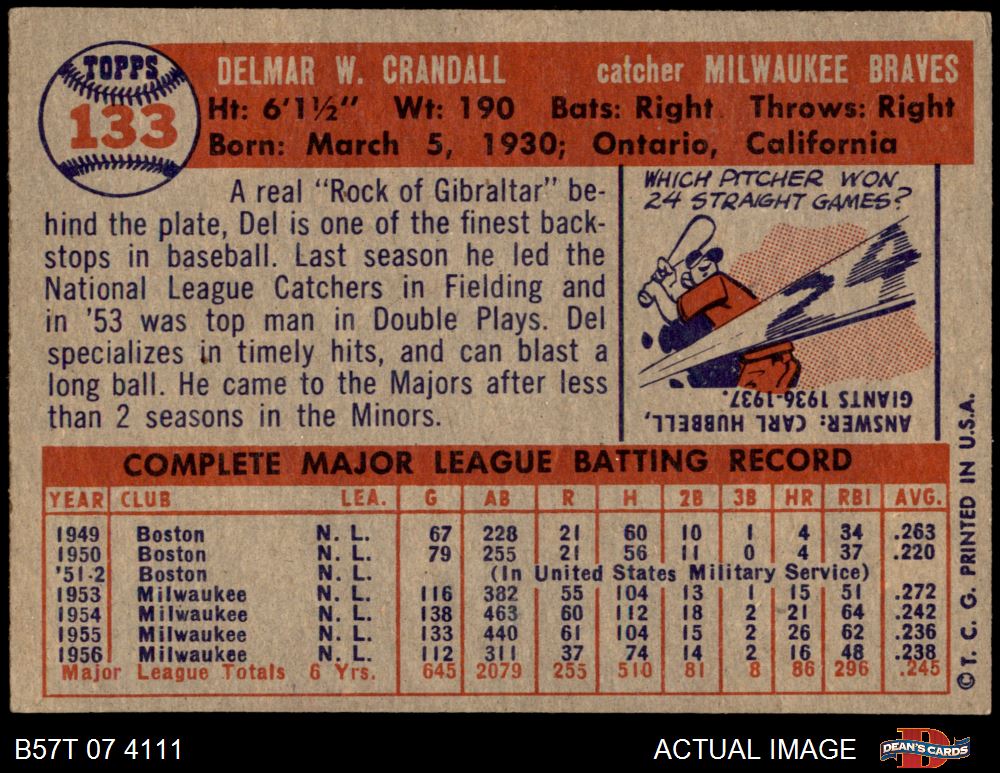 TOPPS
133
DELMAR W. CRANDALL catcher MILWAUKEE BRAVES
Ht: 6'1½" Wt: 190 Bats: Right Throws: Right
Born: March 5, 1930; Ontario, California
A real "Rock of Gibraltar" be-
hind the plate, Del is one of the finest back-
stops in baseball. Last season he led the
National League Catchers in Fielding and
in '53 was top man in Double Plays. Del
specializes in timely hits, and can blast a
long ball. He came to the Majors after less
than 2 seasons in the Minors.
WHICH PITCHER WON
24 STRAIGHT GAMES?
24
ANSWER: CARL HUBBELL,
GIANTS 1936-1937.
COMPLETE MAJOR LEAGUE BATTING RECORD
YEAR CLUB LEA. G AB R H 2B 3B HR RBI AVG.
1949 Boston N. L. 67 228 21 60 10 1 4 34 .263
1950 Boston N. L. 79 255 21 56 11 0 4 37 .220
'51-2 Boston N. L. (In United States Military Service)
1953 Milwaukee N. L. 116 382 55 104 13 1 15 51 .272
1954 Milwaukee N. L. 138 463 60 112 18 2 21 64 .242
1955 Milwaukee N. L. 133 440 61 104 15 2 26 62 .236
1956 Milwaukee N. L. 112 311 37 74 14 2 16 48 .238
Major League Totals 6 Yrs. 645 2079 255 510 81 8 86 296 .245
© T. C. G. PRINTED IN U.S.A.
B57T 07 4111 ACTUAL IMAGE DEAN'S CARDS